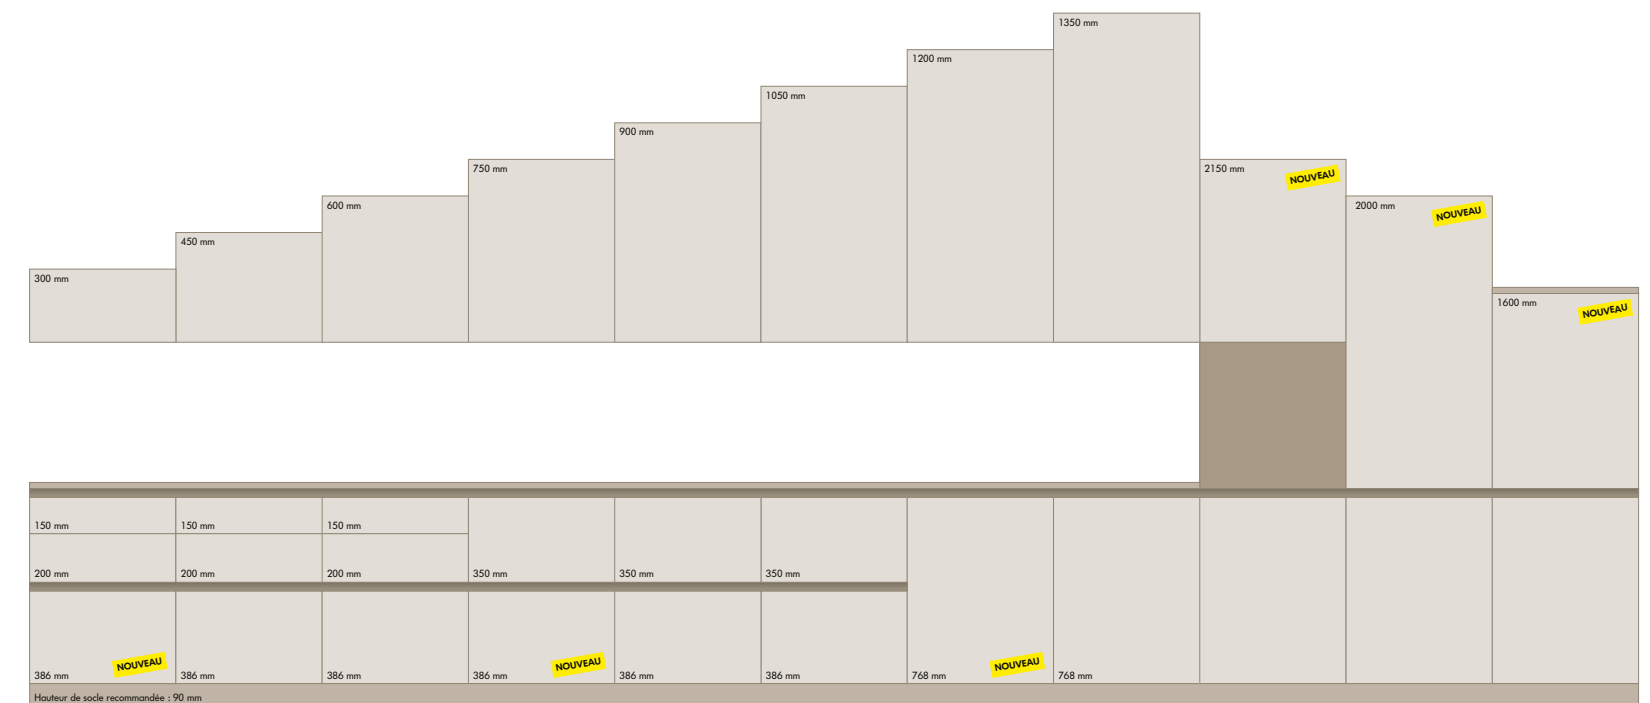 1350 mm
1200 mm
1050 mm
900 mm
750 mm
2150 mm
NOUVEAU
600 mm
2000 mm
NOUVEAU
450 mm
300 mm
1600 mm
NOUVEAU
150 mm 150 mm 150 mm
200 mm 200 mm 200 mm 350 mm 350 mm 350 mm
NOUVEAU NOUVEAU NOUVEAU
386 mm 386 mm 386 mm 386 mm 386 mm 386 mm 768 mm 768 mm
Hauteur de socle recommandée : 90 mm